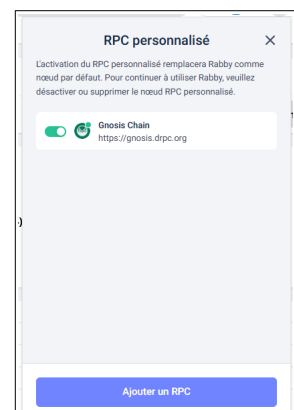 RPC personnalisé
L'activation du RPC personnalisé remplacera Rabby comme
nœud par défaut. Pour continuer à utiliser Rabby, veuillez
désactiver ou supprimer le nœud RPC personnalisé.
Gnosis Chain
https://gnosis.drpc.org
Ajouter un RPC